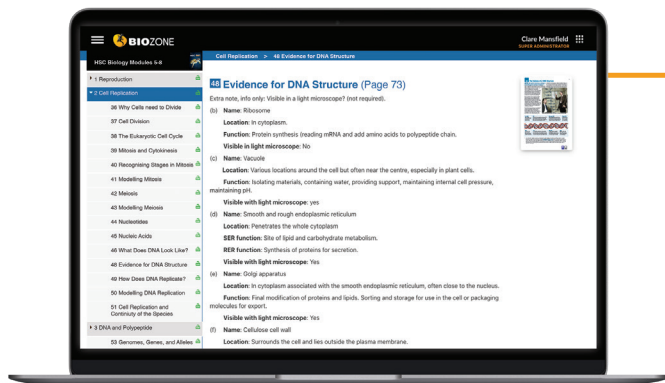 BIOZONE
Clare Mansfield
SUPER ADMINISTRATOR
HSC Biology Modules 5-8
Cell Replication > 48 Evidence for DNA Structure
1 Reproduction
2 Cell Replication
36 Why Cells need to Divide
37 Cell Division
38 The Eukaryotic Cell Cycle
39 Mitosis and Cytokinesis
40 Recognising Stages in Mitosis
41 Modelling Mitosis
42 Meiosis
43 Modelling Meiosis
44 Nucleotides
45 Nucleic Acids
46 What Does DNA Look Like?
48 Evidence for DNA Structure
49 How Does DNA Replicate?
50 Modelling DNA Replication
51 Cell Replication and
Continuity of the Species
3 DNA and Polypeptide
53 Genomes, Genes, and Alleles
48 Evidence for DNA Structure (Page 73)
Extra note, info only: Visible in a light microscope? (not required).
(b) Name: Ribosome
Location: In cytoplasm.
Function: Protein synthesis (reading mRNA and add amino acids to polypeptide chain.
Visible in light microscope: No
(c) Name: Vacuole
Location: Various locations around the cell but often near the centre, especially in plant cells.
Function: Isolating materials, containing water, providing support, maintaining internal cell pressure,
maintaining pH.
Visible with light microscope: yes
(d) Name: Smooth and rough endoplasmic reticulum
Location: Penetrates the whole cytoplasm
SER function: Site of lipid and carbohydrate metabolism.
RER function: Synthesis of proteins for secretion.
Visible with light microscope: Yes
(e) Name: Golgi apparatus
Location: In cytoplasm associated with the smooth endoplasmic reticulum, often close to the nucleus.
Function: Final modification of proteins and lipids. Sorting and storage for use in the cell or packaging
molecules for export.
Visible with light microscope: Yes
(f) Name: Cellulose cell wall
Location: Surrounds the cell and lies outside the plasma membrane.